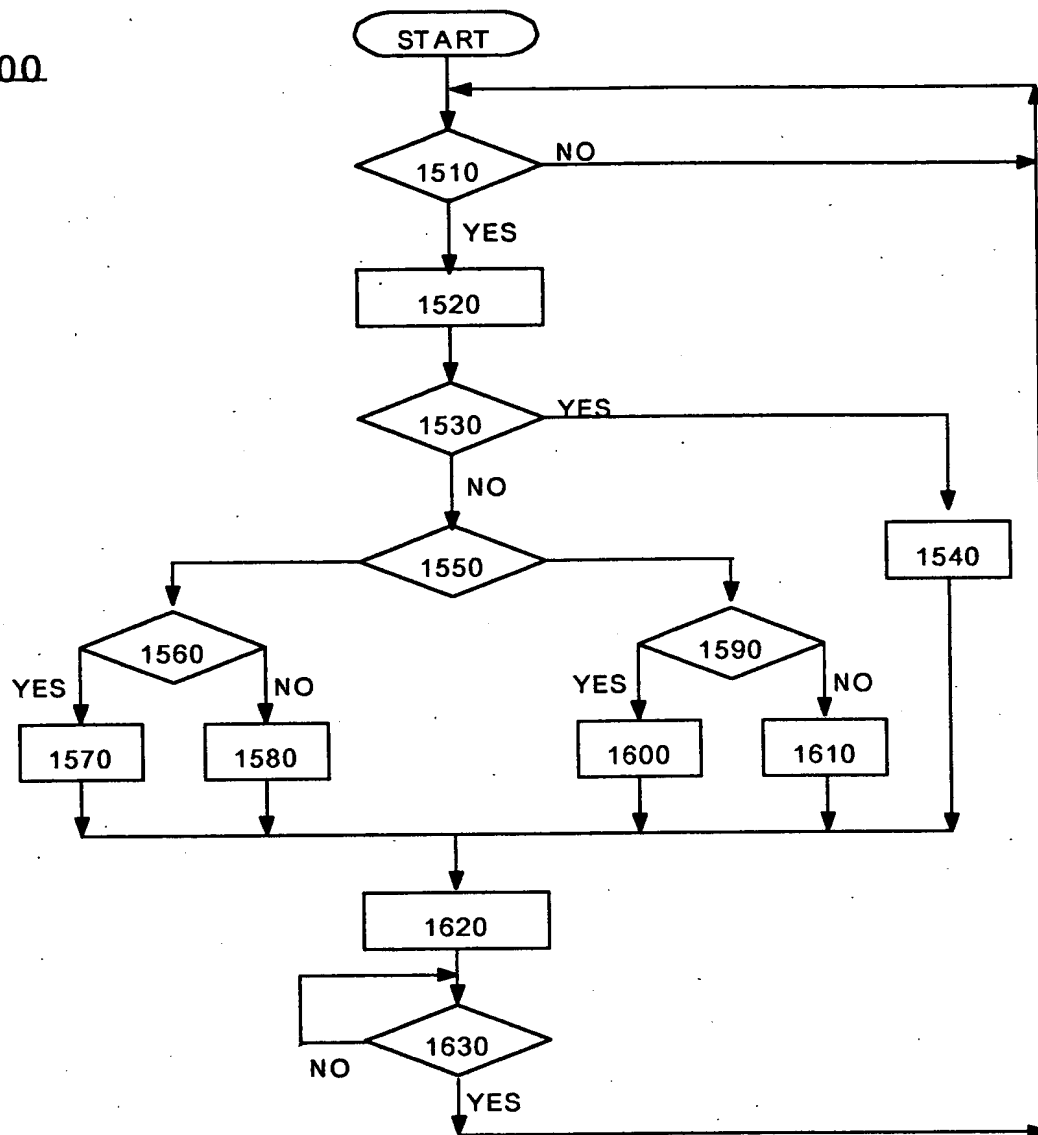 START
00
1510
NO
YES
1520
1530
YES
NO
1550
1540
1560
1590
YES
NO
YES
NO
1570
1580
1600
1610
1620
1630
NO
YES